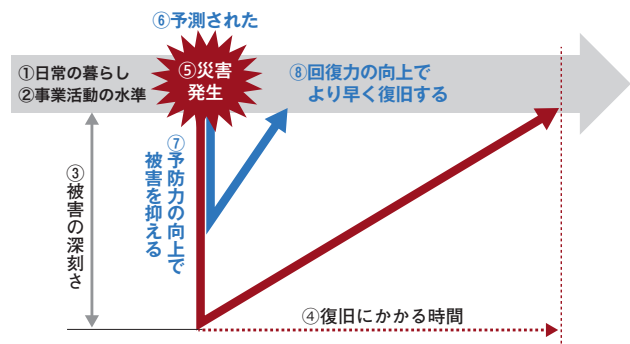 ⑥予測された
①日常の暮らし
②事業活動の水準
⑤災害
発生
⑧回復力の向上で
より早く復旧する
③被害の深刻さ
⑦予防力の向上で
被害を抑える
④復旧にかかる時間